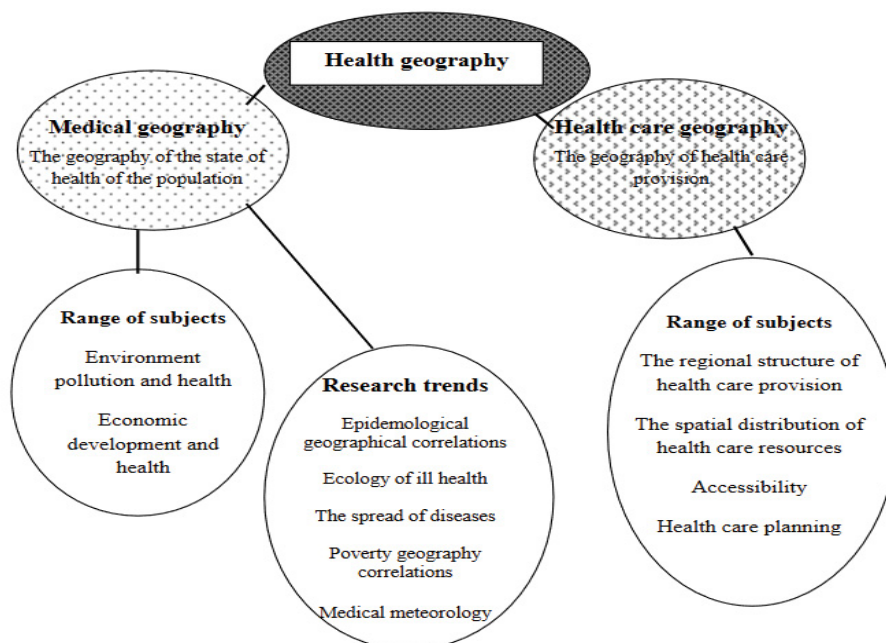 Health geography
Medical geography
The geography of the state of
health of the population
Health care geography
The geography of health care
provision
Range of subjects
Environment
pollution and health
Economic
development and
health
Research trends
Epidemological
geographical correlations
Ecology of ill health
The spread of diseases
Poverty geography
correlations
Medical meteorology
Range of subjects
The regional structure of
health care provision
The spatial distribution of
health care resources
Accessibility
Health care planning